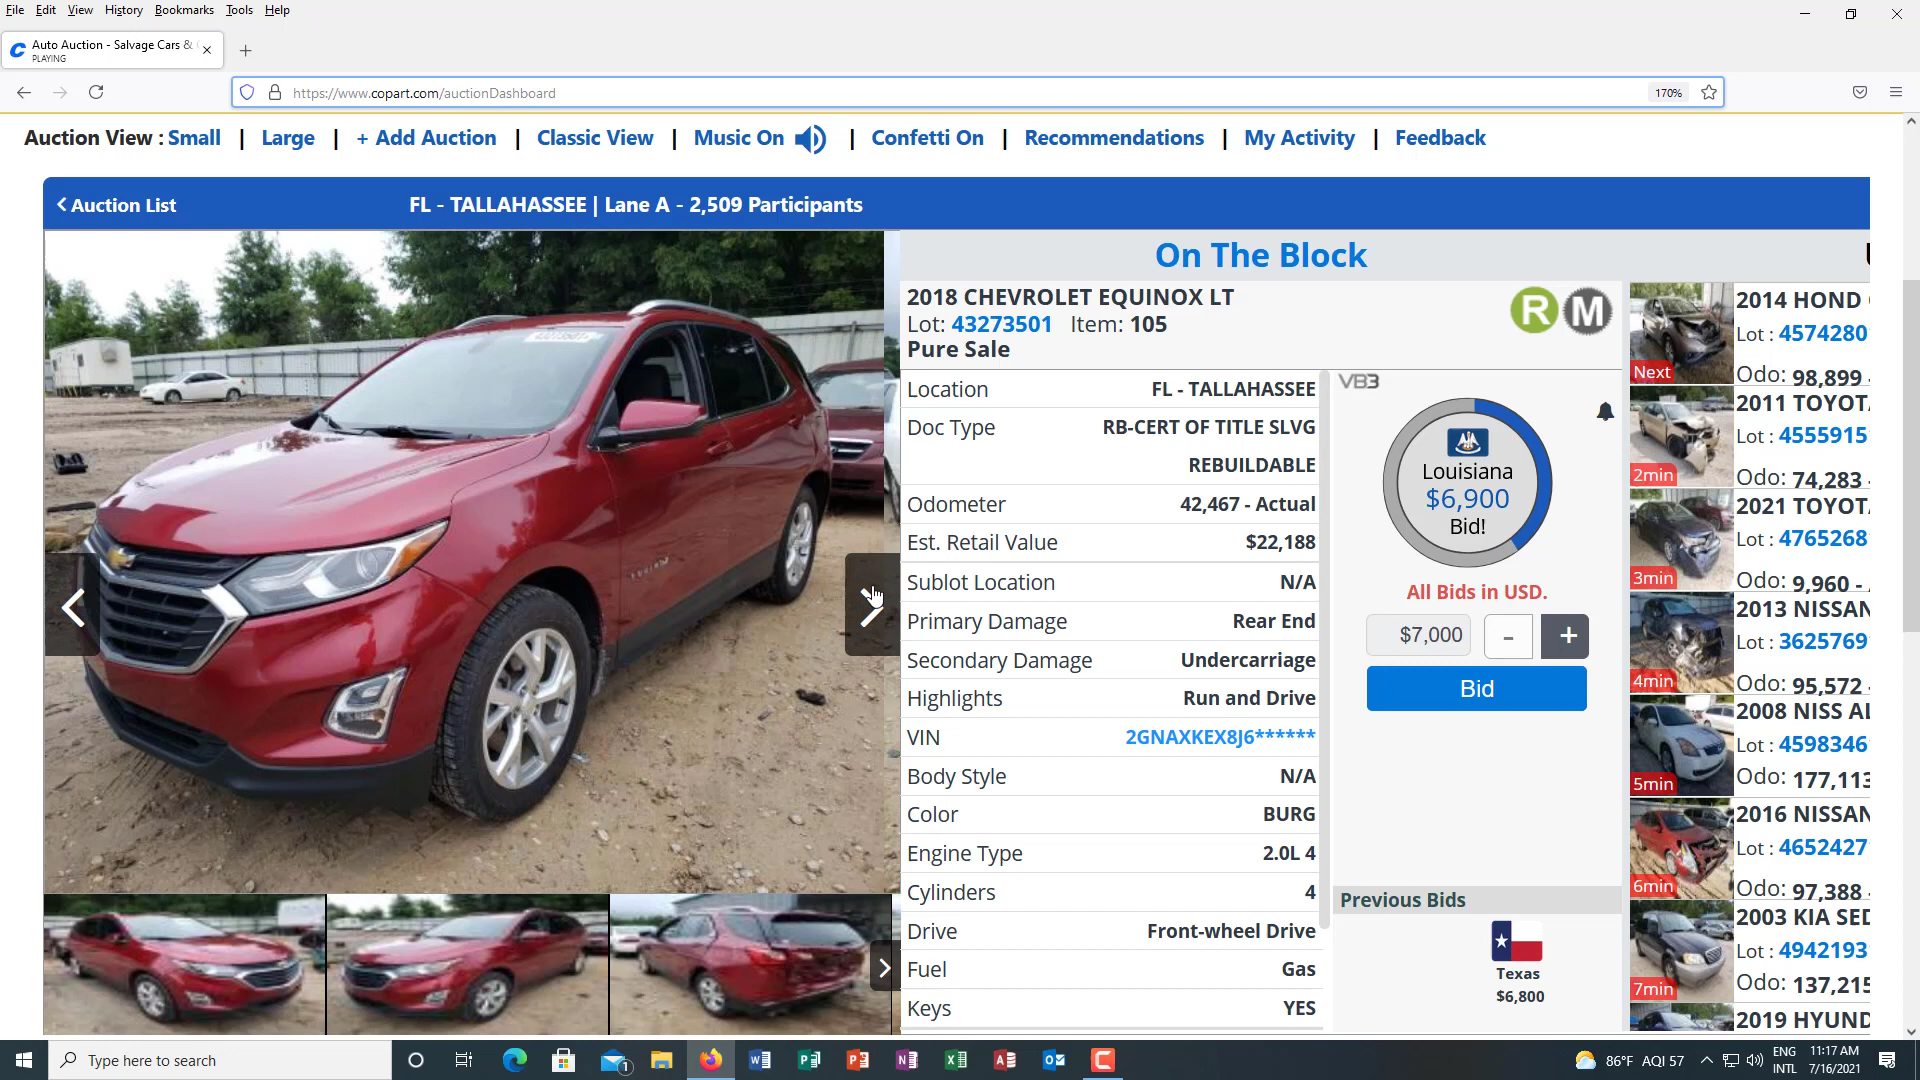 File Edit View History Bookmarks Tools Help
Auto Auction - Salvage Cars &
PLAYING
https://www.copart.com/auctionDashboard
170%
Auction View : Small | Large | + Add Auction | Classic View | Music On | Confetti On | Recommendations | My Activity | Feedback
< Auction List
FL - TALLAHASSEE | Lane A - 2,509 Participants
On The Block
2018 CHEVROLET EQUINOX LT
Lot: 43273501 Item: 105
Pure Sale
R M
Location FL - TALLAHASSEE
Doc Type RB-CERT OF TITLE SLVG
REBUILDABLE
Odometer 42,467 - Actual
Est. Retail Value $22,188
Sublot Location N/A
Primary Damage Rear End
Secondary Damage Undercarriage
Highlights Run and Drive
VIN 2GNAXKEX8J6******
Body Style N/A
Color BURG
Engine Type 2.0L 4
Cylinders 4
Drive Front-wheel Drive
Fuel Gas
Keys YES
VB3
Louisiana
$6,900
Bid!
All Bids in USD.
$7,000 - +
Bid
Previous Bids
Texas
$6,800
2014 HOND
Lot : 4574280
Odo: 98,899 -
Next
2011 TOYOT
Lot : 4555915
Odo: 74,283 -
2min
2021 TOYOT
Lot : 4765268
Odo: 9,960 -
3min
2013 NISSAN
Lot : 3625769
Odo: 95,572 -
4min
2008 NISS AL
Lot : 4598346
Odo: 177,113
5min
2016 NISSAN
Lot : 4652427
Odo: 97,388 -
6min
2003 KIA SED
Lot : 4942193
Odo: 137,215
7min
2019 HYUND
Type here to search
1
86°F AQI 57
ENG
INTL
11:17 AM
7/16/2021